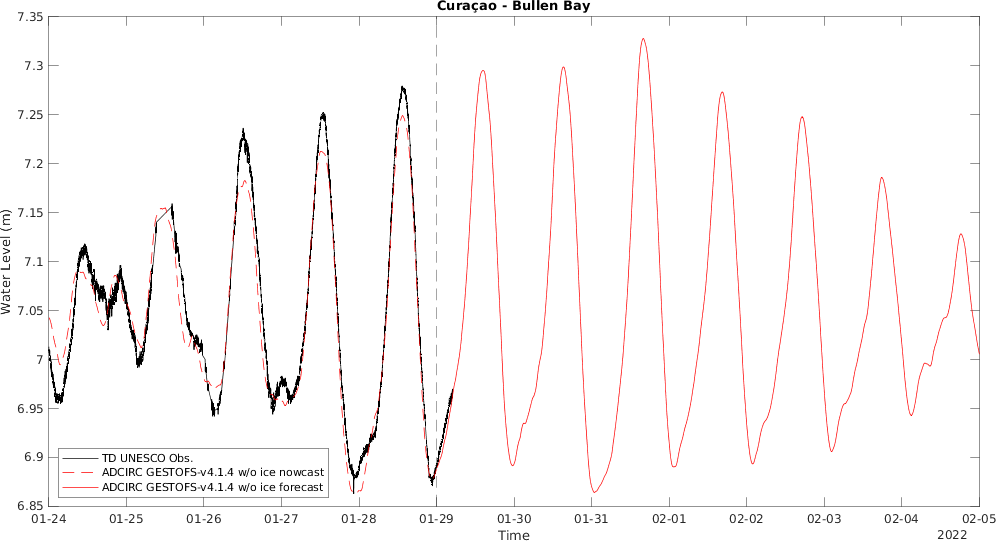 Curaçao - Bullen Bay
7.35
7.3
7.25
7.2
7.15
7.1
7.05
7
6.95
6.9
6.85
Water Level (m)
TD UNESCO Obs.
ADCIRC GESTOFS-v4.1.4 w/o ice nowcast
ADCIRC GESTOFS-v4.1.4 w/o ice forecast
01-24 01-25 01-26 01-27 01-28 01-29 01-30 01-31 02-01 02-02 02-03 02-04 02-05
Time
2022